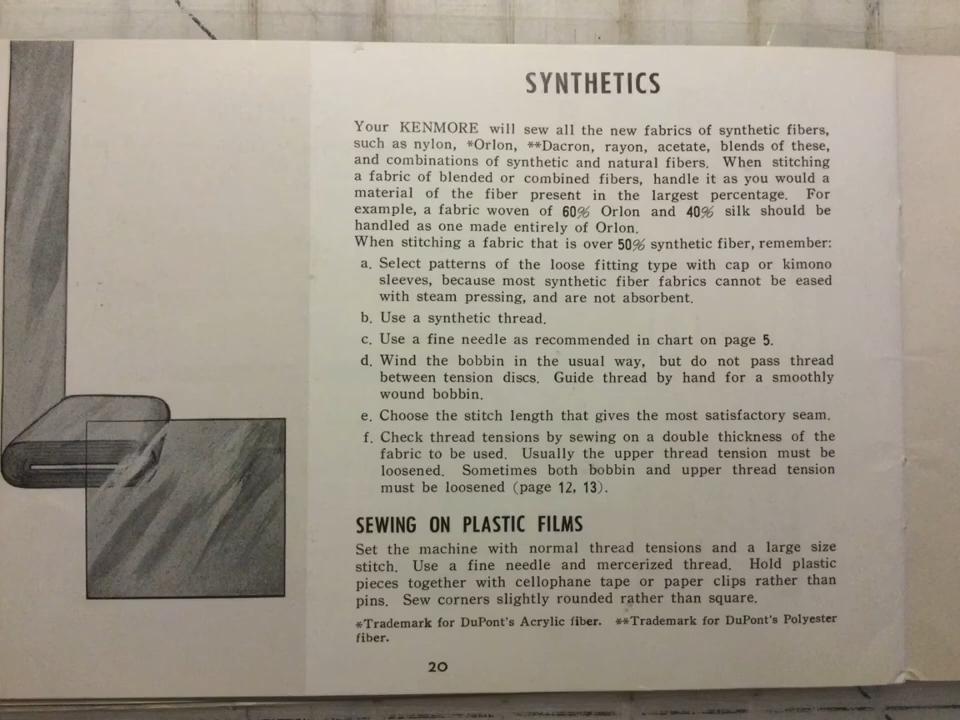 SYNTHETICS
Your KENMORE will sew all the new fabrics of synthetic fibers,
such as nylon, *Orlon, **Dacron, rayon, acetate, blends of these,
and combinations of synthetic and natural fibers. When stitching
a fabric of blended or combined fibers, handle it as you would a
material of the fiber present in the largest percentage. For
example, a fabric woven of 60% Orlon and 40% silk should be
handled as one made entirely of Orlon.
When stitching a fabric that is over 50% synthetic fiber, remember:
a. Select patterns of the loose fitting type with cap or kimono
sleeves, because most synthetic fiber fabrics cannot be eased
with steam pressing, and are not absorbent.
b. Use a synthetic thread.
c. Use a fine needle as recommended in chart on page 5.
d. Wind the bobbin in the usual way, but do not pass thread
between tension discs. Guide thread by hand for a smoothly
wound bobbin.
e. Choose the stitch length that gives the most satisfactory seam.
f. Check thread tensions by sewing on a double thickness of the
fabric to be used. Usually the upper thread tension must be
loosened. Sometimes both bobbin and upper thread tension
must be loosened (page 12, 13).
SEWING ON PLASTIC FILMS
Set the machine with normal thread tensions and a large size
stitch. Use a fine needle and mercerized thread. Hold plastic
pieces together with cellophane tape or paper clips rather than
pins. Sew corners slightly rounded rather than square.
*Trademark for DuPont's Acrylic fiber. **Trademark for DuPont's Polyester
fiber.
20